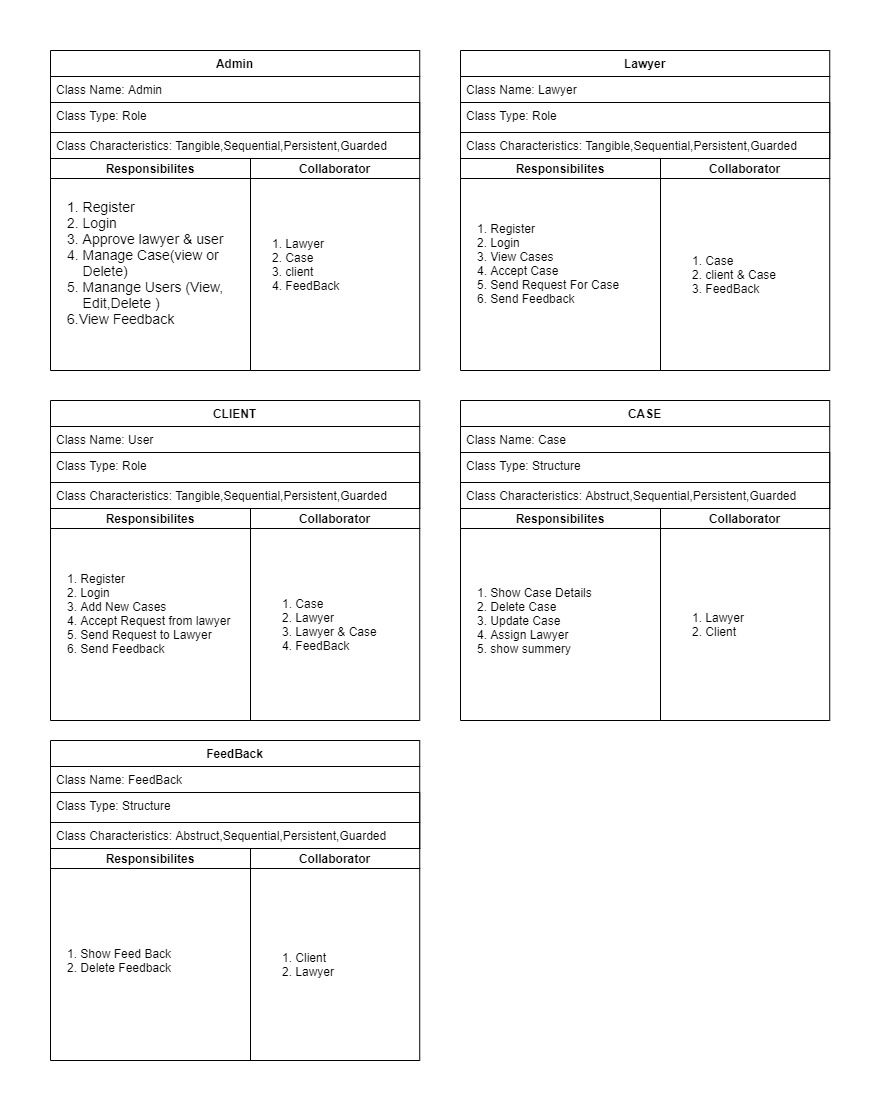 Admin
Class Name: Admin
Class Type: Role
Class Characteristics: Tangible,Sequential,Persistent,Guarded
Responsibilites
Collaborator
1. Register
2. Login
3. Approve lawyer & user
4. Manage Case(view or
Delete)
5. Manange Users (View,
Edit,Delete )
6.View Feedback
1. Lawyer
2. Case
3. client
4. FeedBack
Lawyer
Class Name: Lawyer
Class Type: Role
Class Characteristics: Tangible,Sequential,Persistent,Guarded
Responsibilites
Collaborator
1. Register
2. Login
3. View Cases
4. Accept Case
5. Send Request For Case
6. Send Feedback
1. Case
2. client & Case
3. FeedBack
CLIENT
Class Name: User
Class Type: Role
Class Characteristics: Tangible,Sequential,Persistent,Guarded
Responsibilites
Collaborator
1. Register
2. Login
3. Add New Cases
4. Accept Request from lawyer
5. Send Request to Lawyer
6. Send Feedback
1. Case
2. Lawyer
3. Lawyer & Case
4. FeedBack
CASE
Class Name: Case
Class Type: Structure
Class Characteristics: Abstruct,Sequential,Persistent,Guarded
Responsibilites
Collaborator
1. Show Case Details
2. Delete Case
3. Update Case
4. Assign Lawyer
5. show summery
1. Lawyer
2. Client
FeedBack
Class Name: FeedBack
Class Type: Structure
Class Characteristics: Abstruct,Sequential,Persistent,Guarded
Responsibilites
Collaborator
1. Show Feed Back
2. Delete Feedback
1. Client
2. Lawyer